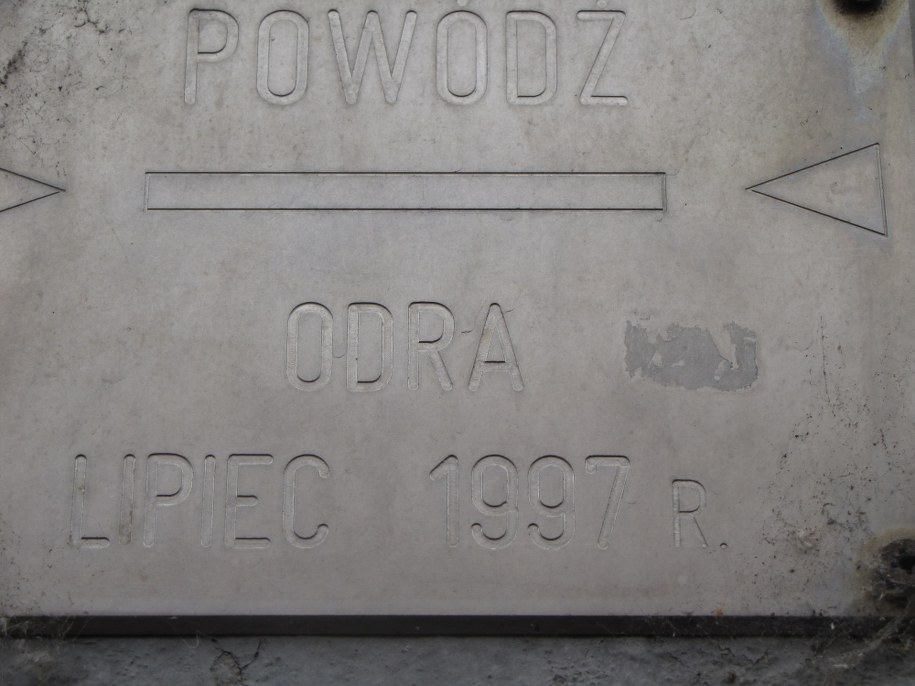 POWÓDŹ
ODRA
LIPIEC 1997 R.